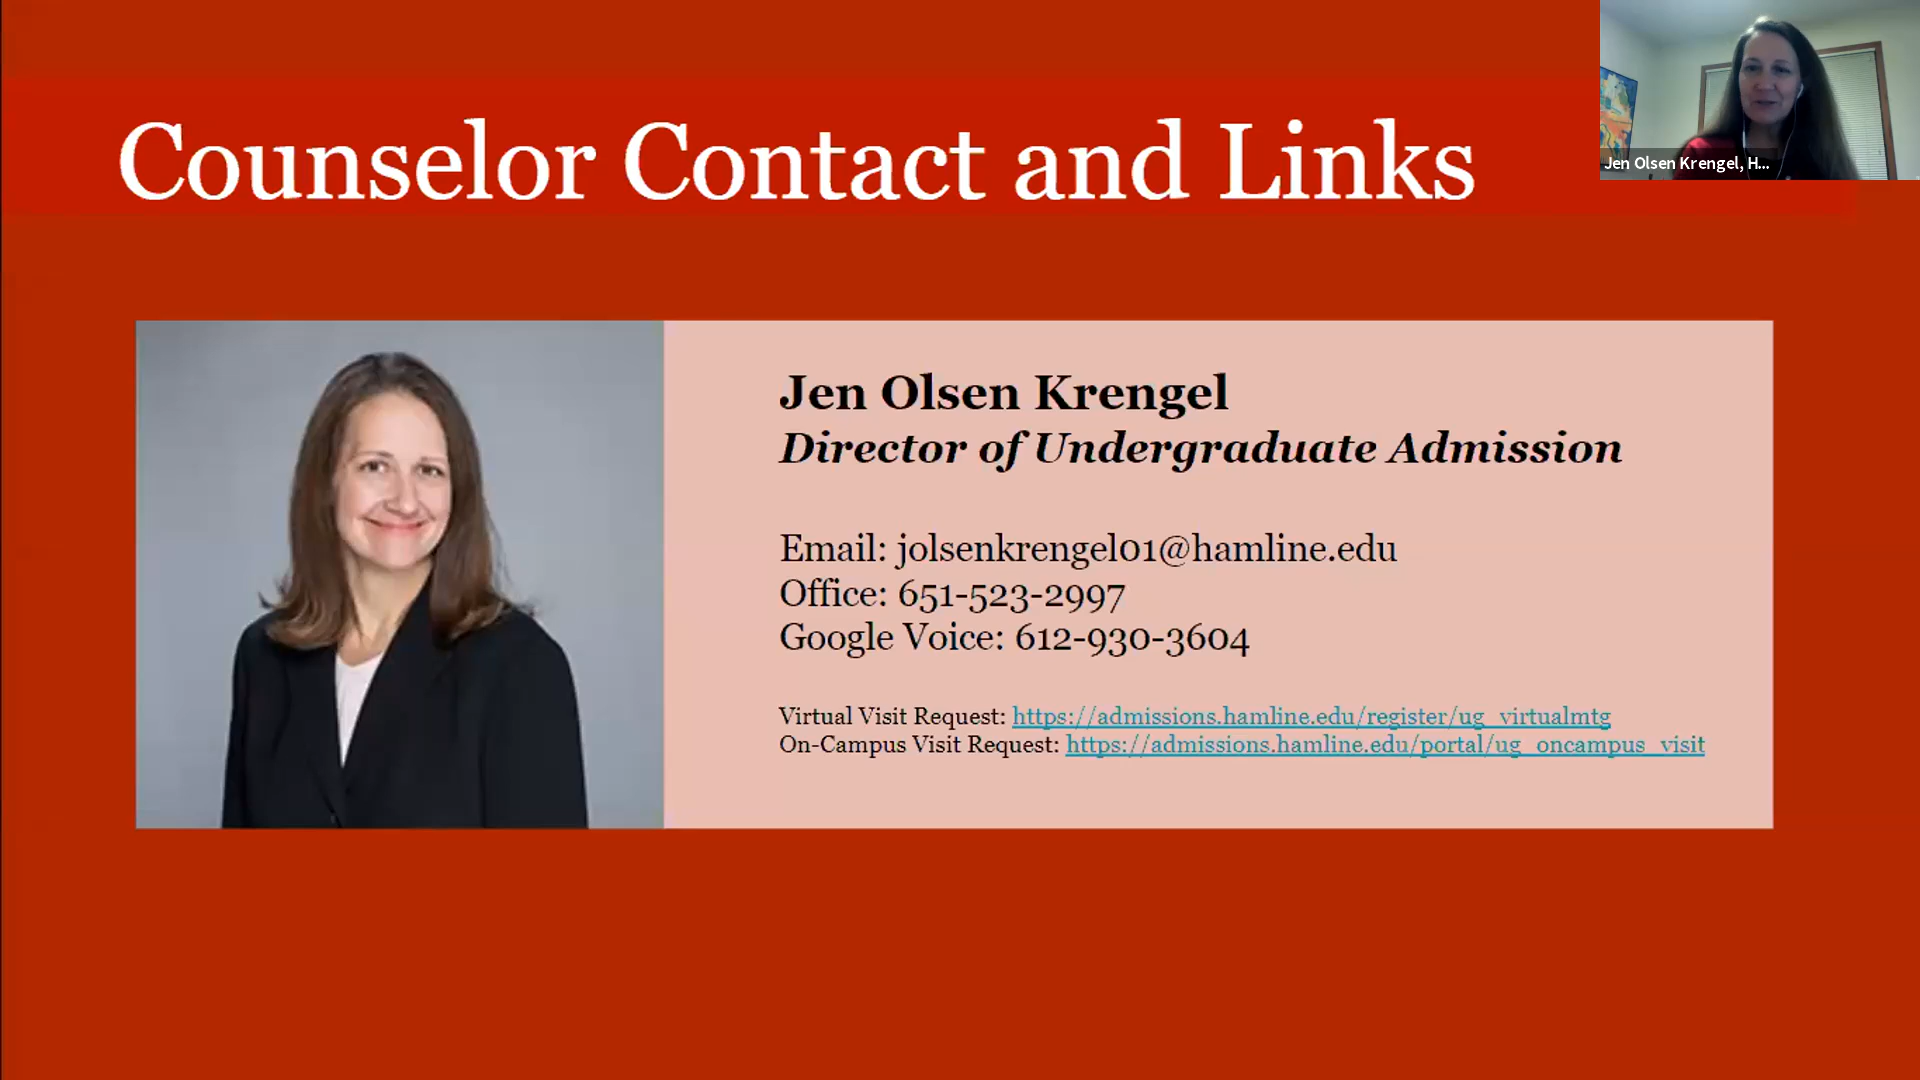 Counselor Contact and Links
Jen Olsen Krengel, H...
Jen Olsen Krengel
Director of Undergraduate Admission
Email: jolsenkrengel01@hamline.edu
Office: 651-523-2997
Google Voice: 612-930-3604
Virtual Visit Request: https://admissions.hamline.edu/register/ug_virtualmtg
On-Campus Visit Request: https://admissions.hamline.edu/portal/ug_oncampus_visit